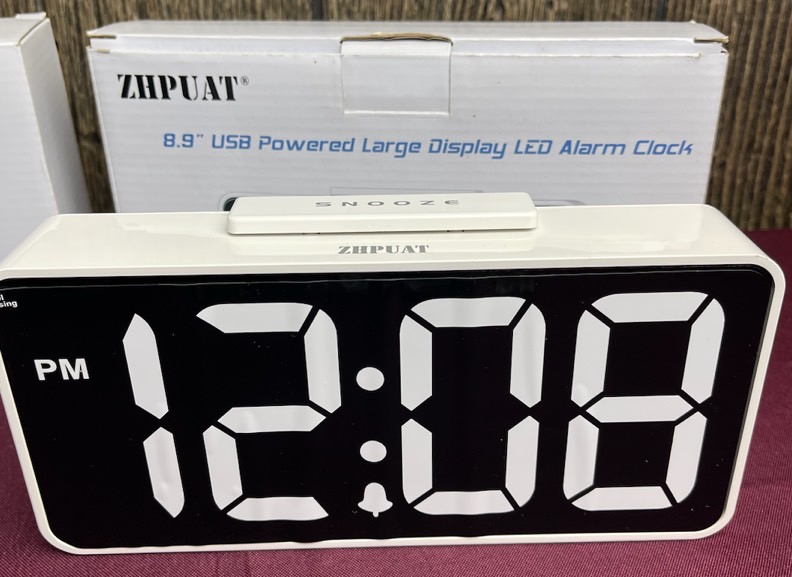 ZHPUAT®
8.9" USB Powered Large Display LED Alarm Clock
SNOOZE
ZHPUAT
PM
12:08